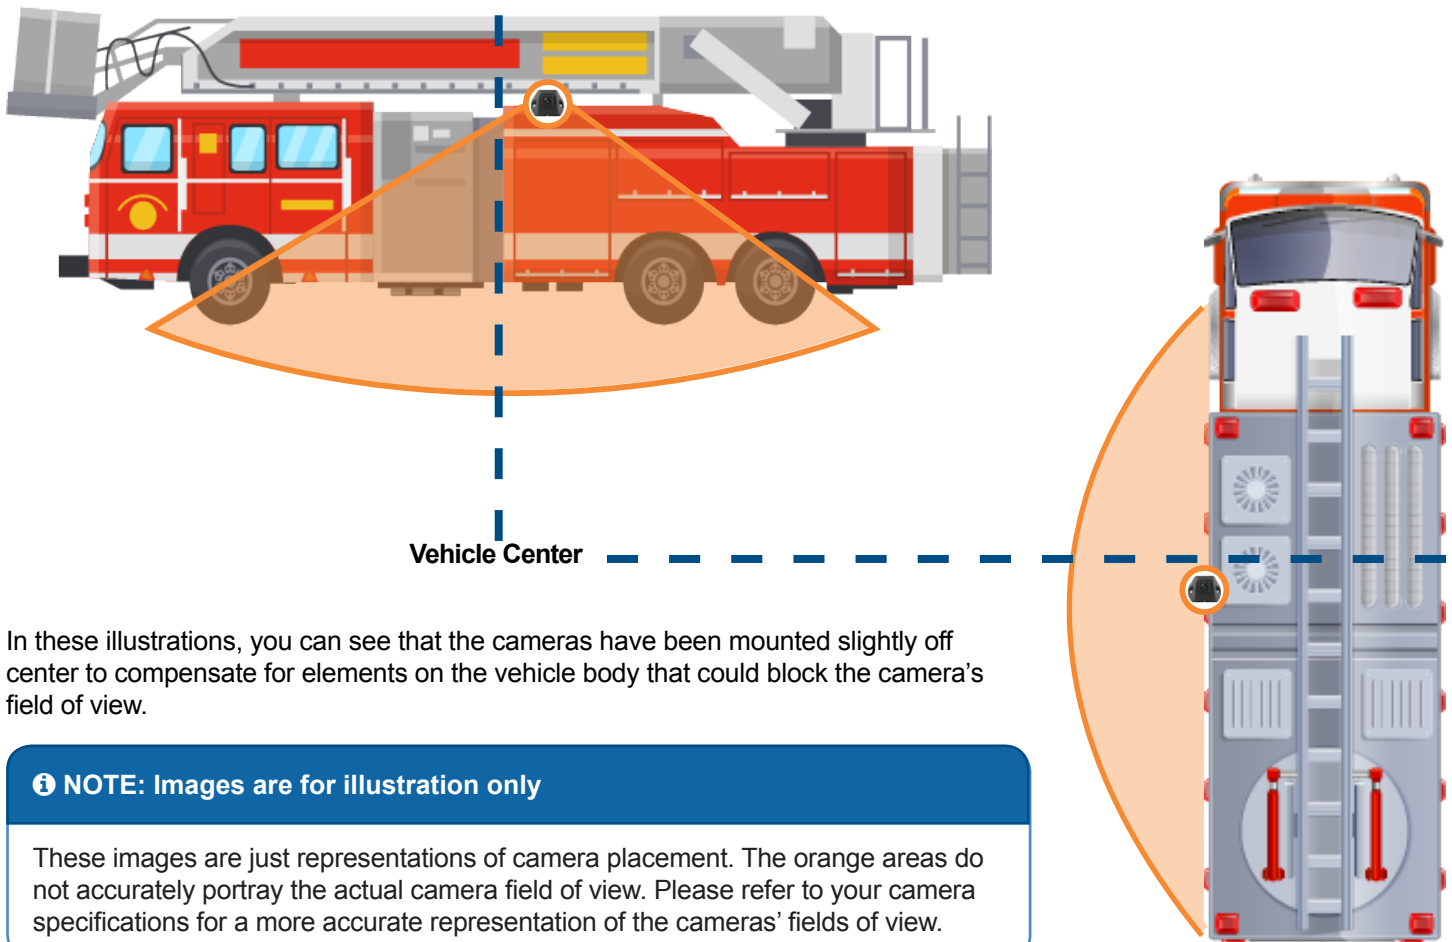 Vehicle Center
In these illustrations, you can see that the cameras have been mounted slightly off
center to compensate for elements on the vehicle body that could block the camera’s
field of view.
NOTE: Images are for illustration only
These images are just representations of camera placement. The orange areas do
not accurately portray the actual camera field of view. Please refer to your camera
specifications for a more accurate representation of the cameras’ fields of view.